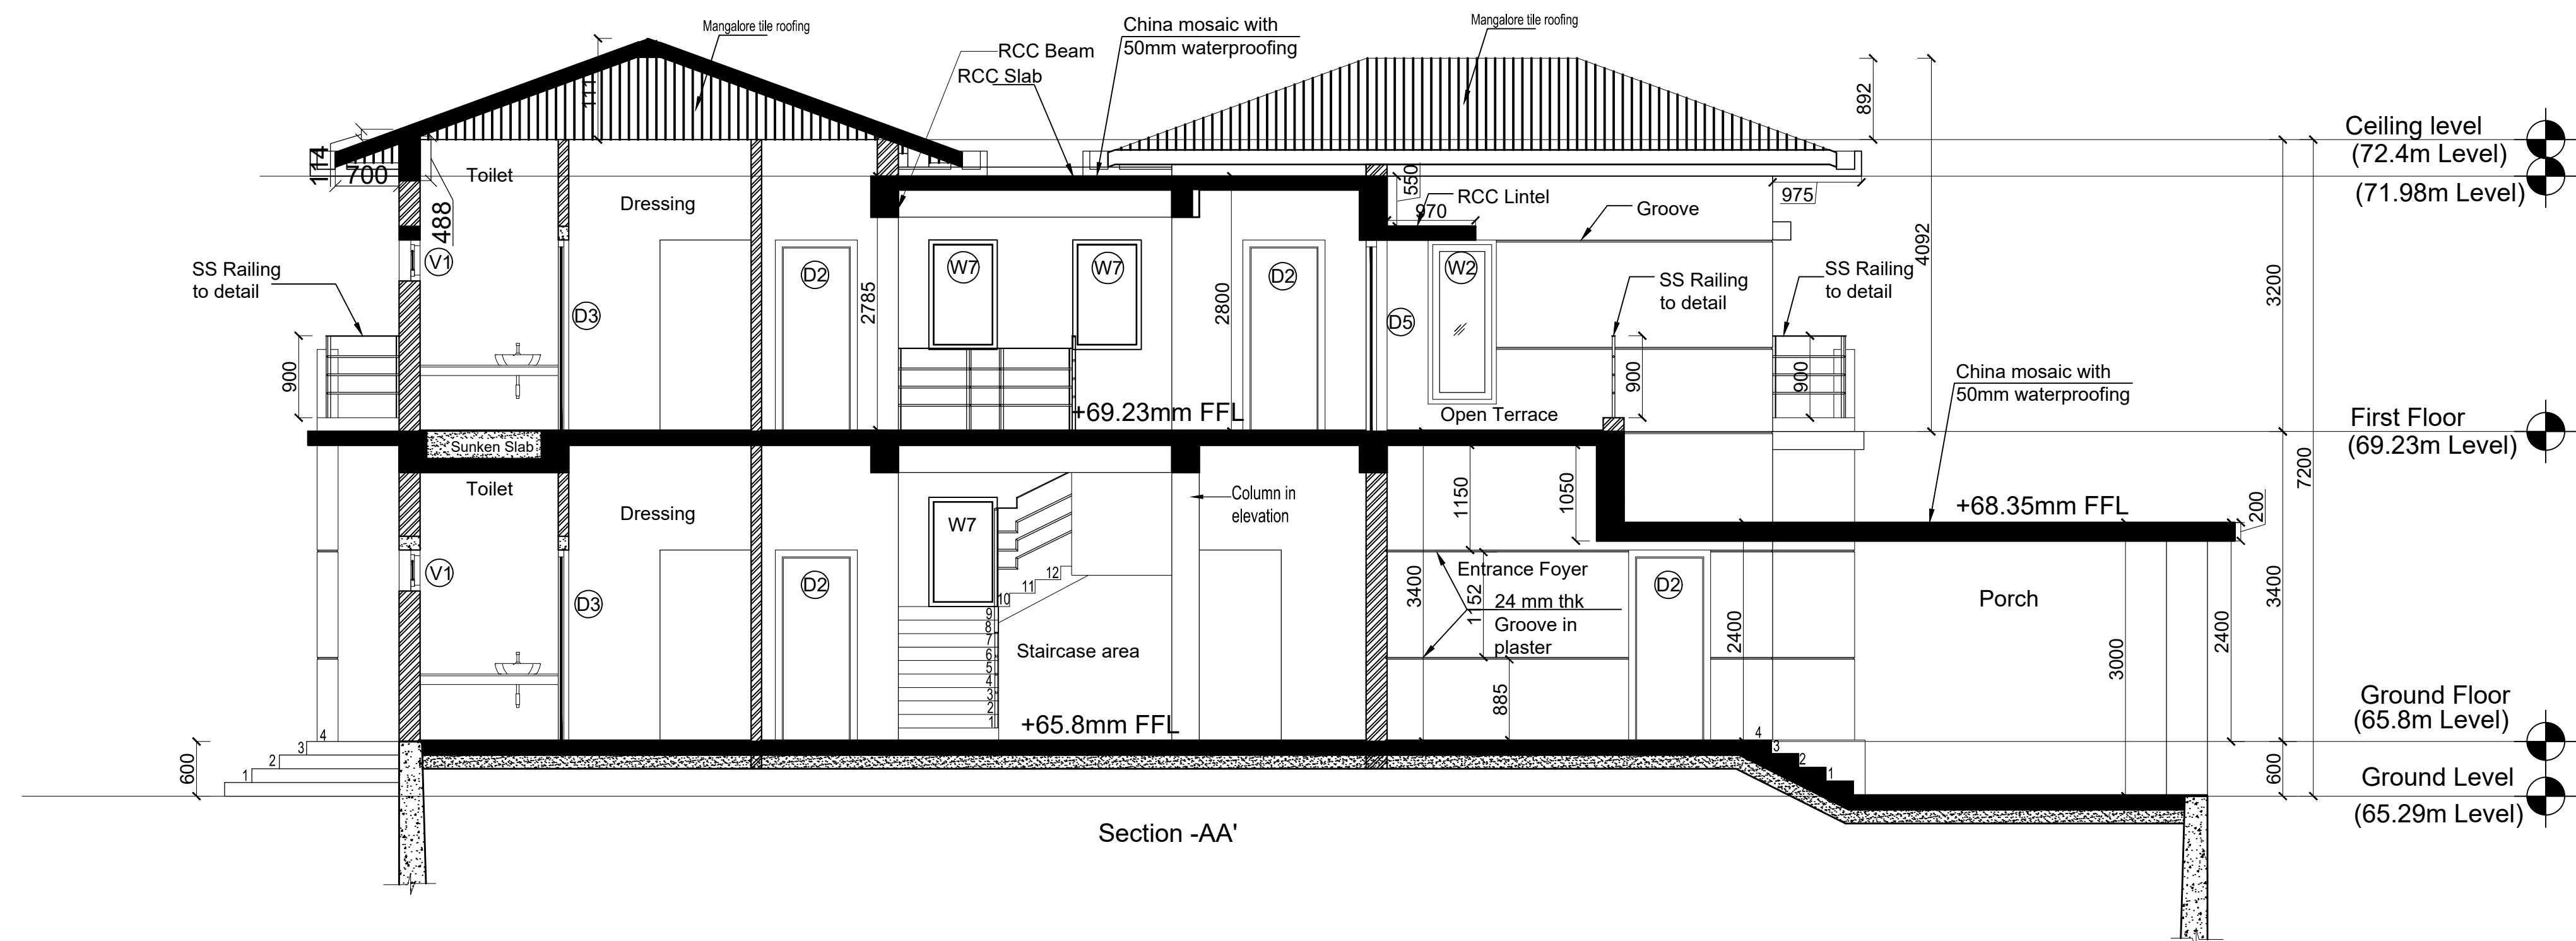 Mangalore tile roofing
China mosaic with
50mm waterproofing
Mangalore tile roofing
RCC Beam
RCC Slab
892
Ceiling level
(72.4m Level)
(71.98m Level)
114
700
488
Toilet
Dressing
550
970
RCC Lintel
Groove
975
4092
3200
V1
D2
W7
W7
D2
W2
SS Railing
to detail
SS Railing
to detail
SS Railing
to detail
D3
2785
2800
D5
900
900
900
China mosaic with
50mm waterproofing
+69.23mm FFL
Open Terrace
First Floor
(69.23m Level)
Sunken Slab
7200
Toilet
Dressing
W7
Column in
elevation
1150
1050
+68.35mm FFL
200
V1
D3
D2
12
11
10
9
8
7
6
5
4
3
2
1
Staircase area
3400
Entrance Foyer
1152
24 mm thk
Groove in
plaster
885
D2
2400
Porch
3000
2400
3400
+65.8mm FFL
Ground Floor
(65.8m Level)
4
3
2
1
600
4
3
2
1
600
Ground Level
(65.29m Level)
Section -AA'